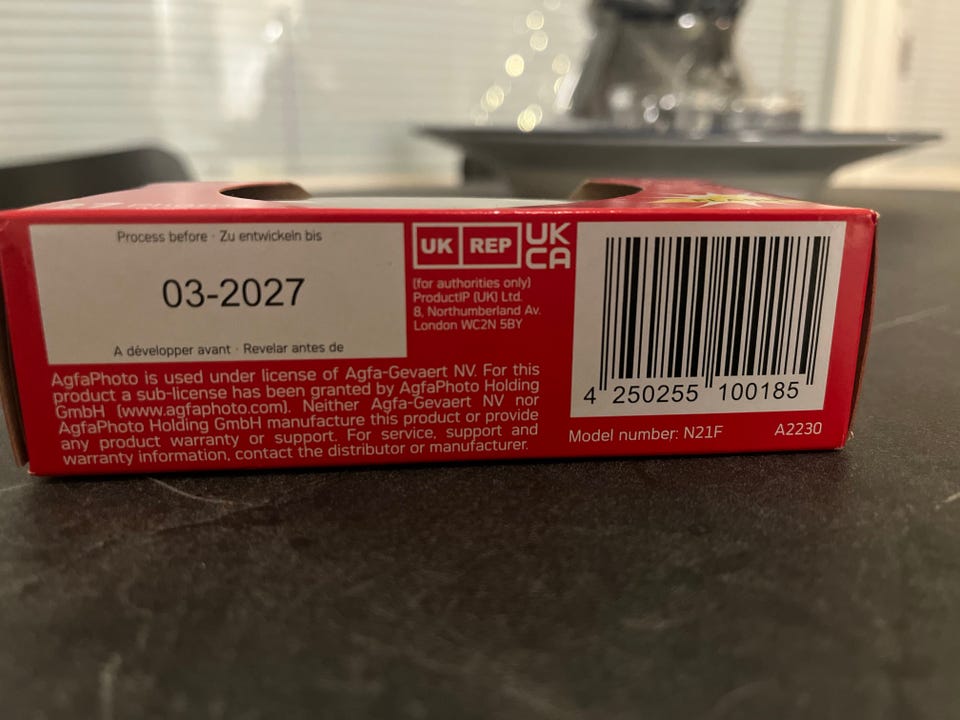 Process before · Zu entwickeln bis
03-2027
A développer avant · Revelar antes de
UK REP
UK
CA
(for authorities only)
ProductIP (UK) Ltd.
8, Northumberland Av.
London WC2N 5BY
AgfaPhoto is used under license of Agfa-Gevaert NV. For this
product a sub-license has been granted by AgfaPhoto Holding
GmbH (www.agfaphoto.com). Neither Agfa-Gevaert NV nor
AgfaPhoto Holding GmbH manufacture this product or provide
any product warranty or support. For service, support and
warranty information, contact the distributor or manufacturer.
4 250255 100185
Model number: N21F
A2230